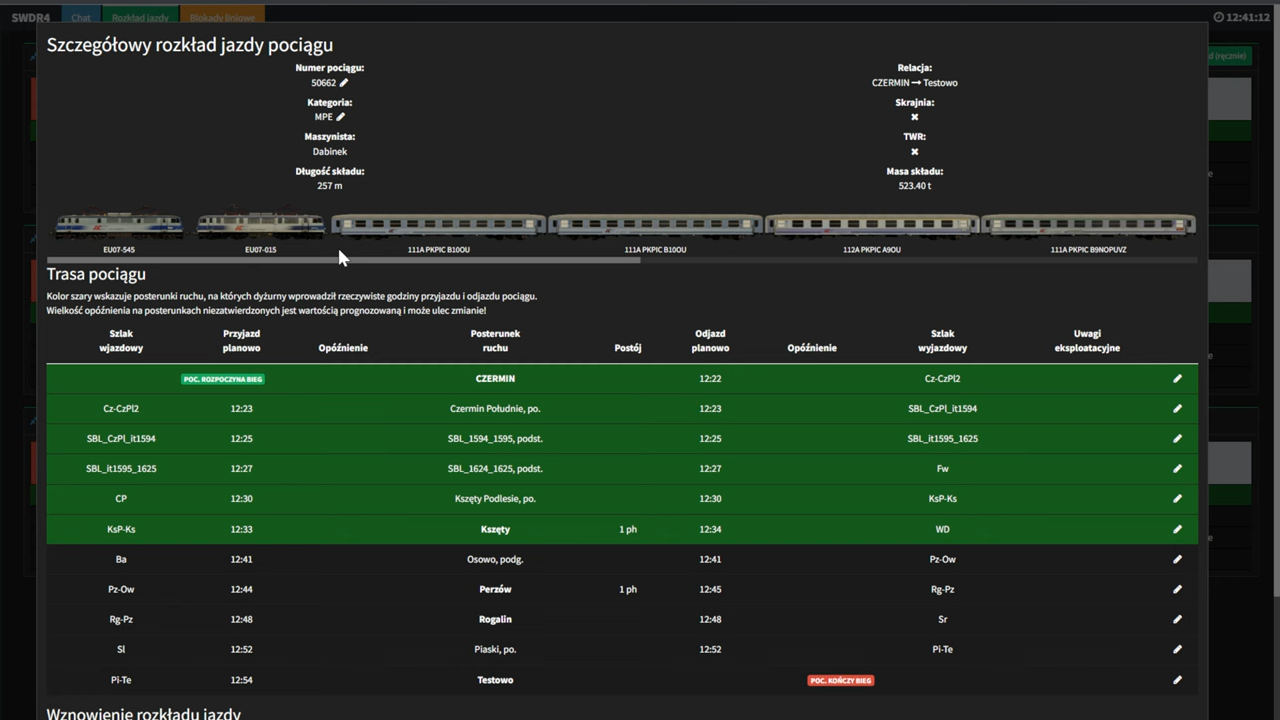 SWDR4 Chat Rozkład jazdy Blokady liniowe 12:41:12
Szczegółowy rozkład jazdy pociągu
Numer pociągu: Relacja:
50662 CZERMIN → Testowo
Kategoria: Skrajnia:
MPE
Maszynista: TWR:
Dabinek
Długość składu: Masa składu:
257 m 523.40 t
EU07-545 EU07-015 111A PKPIC B10OU 111A PKPIC B10OU 112A PKPIC A9OU 111A PKPIC B9NOPUVZ
Trasa pociągu
Kolor szary wskazuje posterunki ruchu, na których dyżurny wprowadził rzeczywiste godziny przyjazdu i odjazdu pociągu.
Wielkość opóźnienia na posterunkach niezatwierdzonych jest wartością prognozowaną i może ulec zmianie!
Szlak Przyjazd Posterunek Odjazd Szlak Uwagi
wjazdowy planowo Opóźnienie ruchu Postój planowo Opóźnienie wyjazdowy eksploatacyjne
POC. ROZPOCZYNA BIEG CZERMIN 12:22 Cz-CzPl2
Cz-CzPl2 12:23 Czermin Południe, po. 12:23 SBL_CzPl_it1594
SBL_CzPl_it1594 12:25 SBL_1594_1595, podst. 12:25 SBL_it1595_1625
SBL_it1595_1625 12:27 SBL_1624_1625, podst. 12:27 Fw
CP 12:30 Kszęty Podlesie, po. 12:30 KsP-Ks
KsP-Ks 12:33 Kszęty 1 ph 12:34 WD
Ba 12:41 Osowo, podg. 12:41 Pz-Ow
Pz-Ow 12:44 Perzów 1 ph 12:45 Rg-Pz
Rg-Pz 12:48 Rogalin 12:48 Sr
Sl 12:52 Piaski, po. 12:52 Pi-Te
Pi-Te 12:54 Testowo POC. KOŃCZY BIEG
Wznowienie rozkładu jazdy